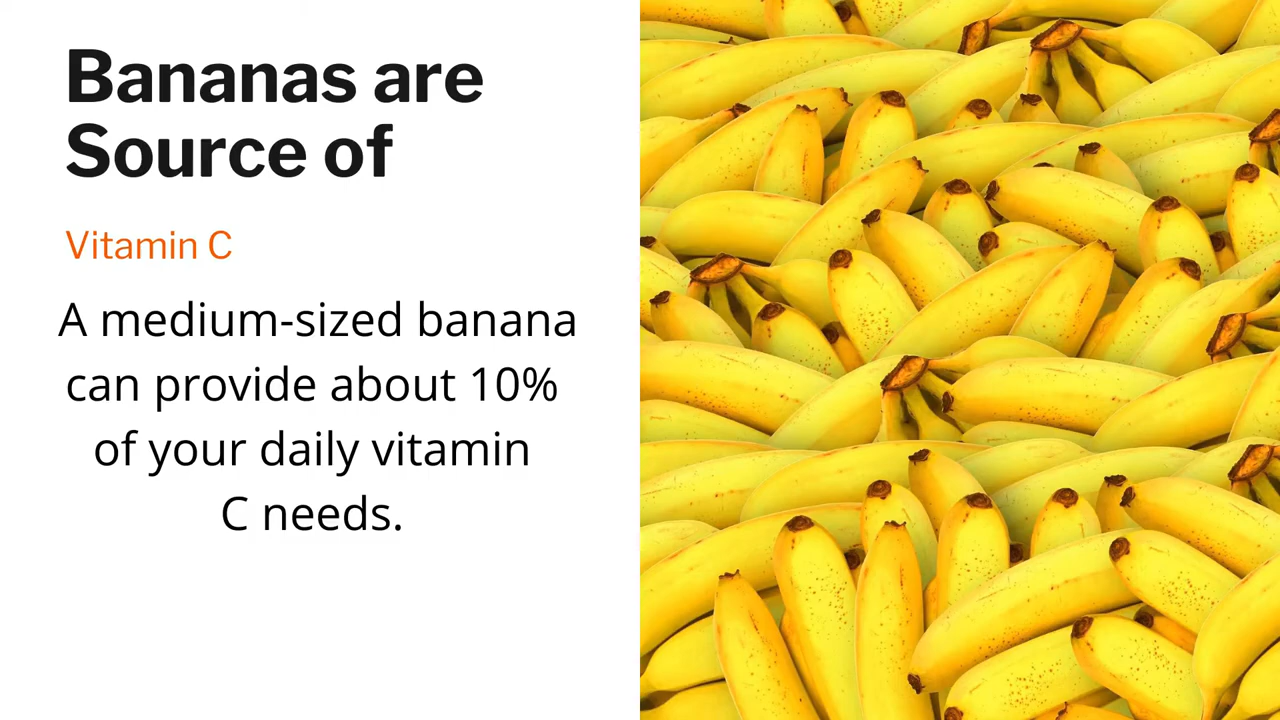 Bananas are
Source of
Vitamin C
A medium-sized banana
can provide about 10%
of your daily vitamin
C needs.